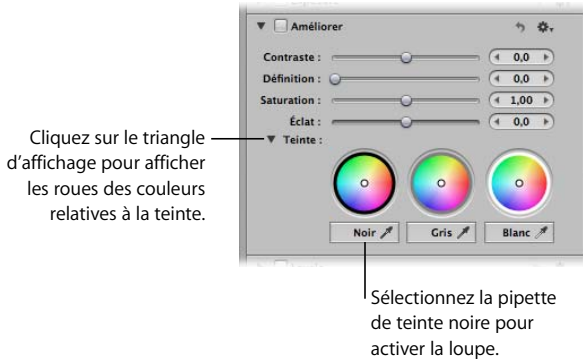 Améliorer
Contraste : 0,0
Définition : 0,0
Saturation : 1,00
Éclat : 0,0
Teinte :
Noir Gris Blanc
Cliquez sur le triangle
d'affichage pour afficher
les roues des couleurs
relatives à la teinte.
Sélectionnez la pipette
de teinte noire pour
activer la loupe.